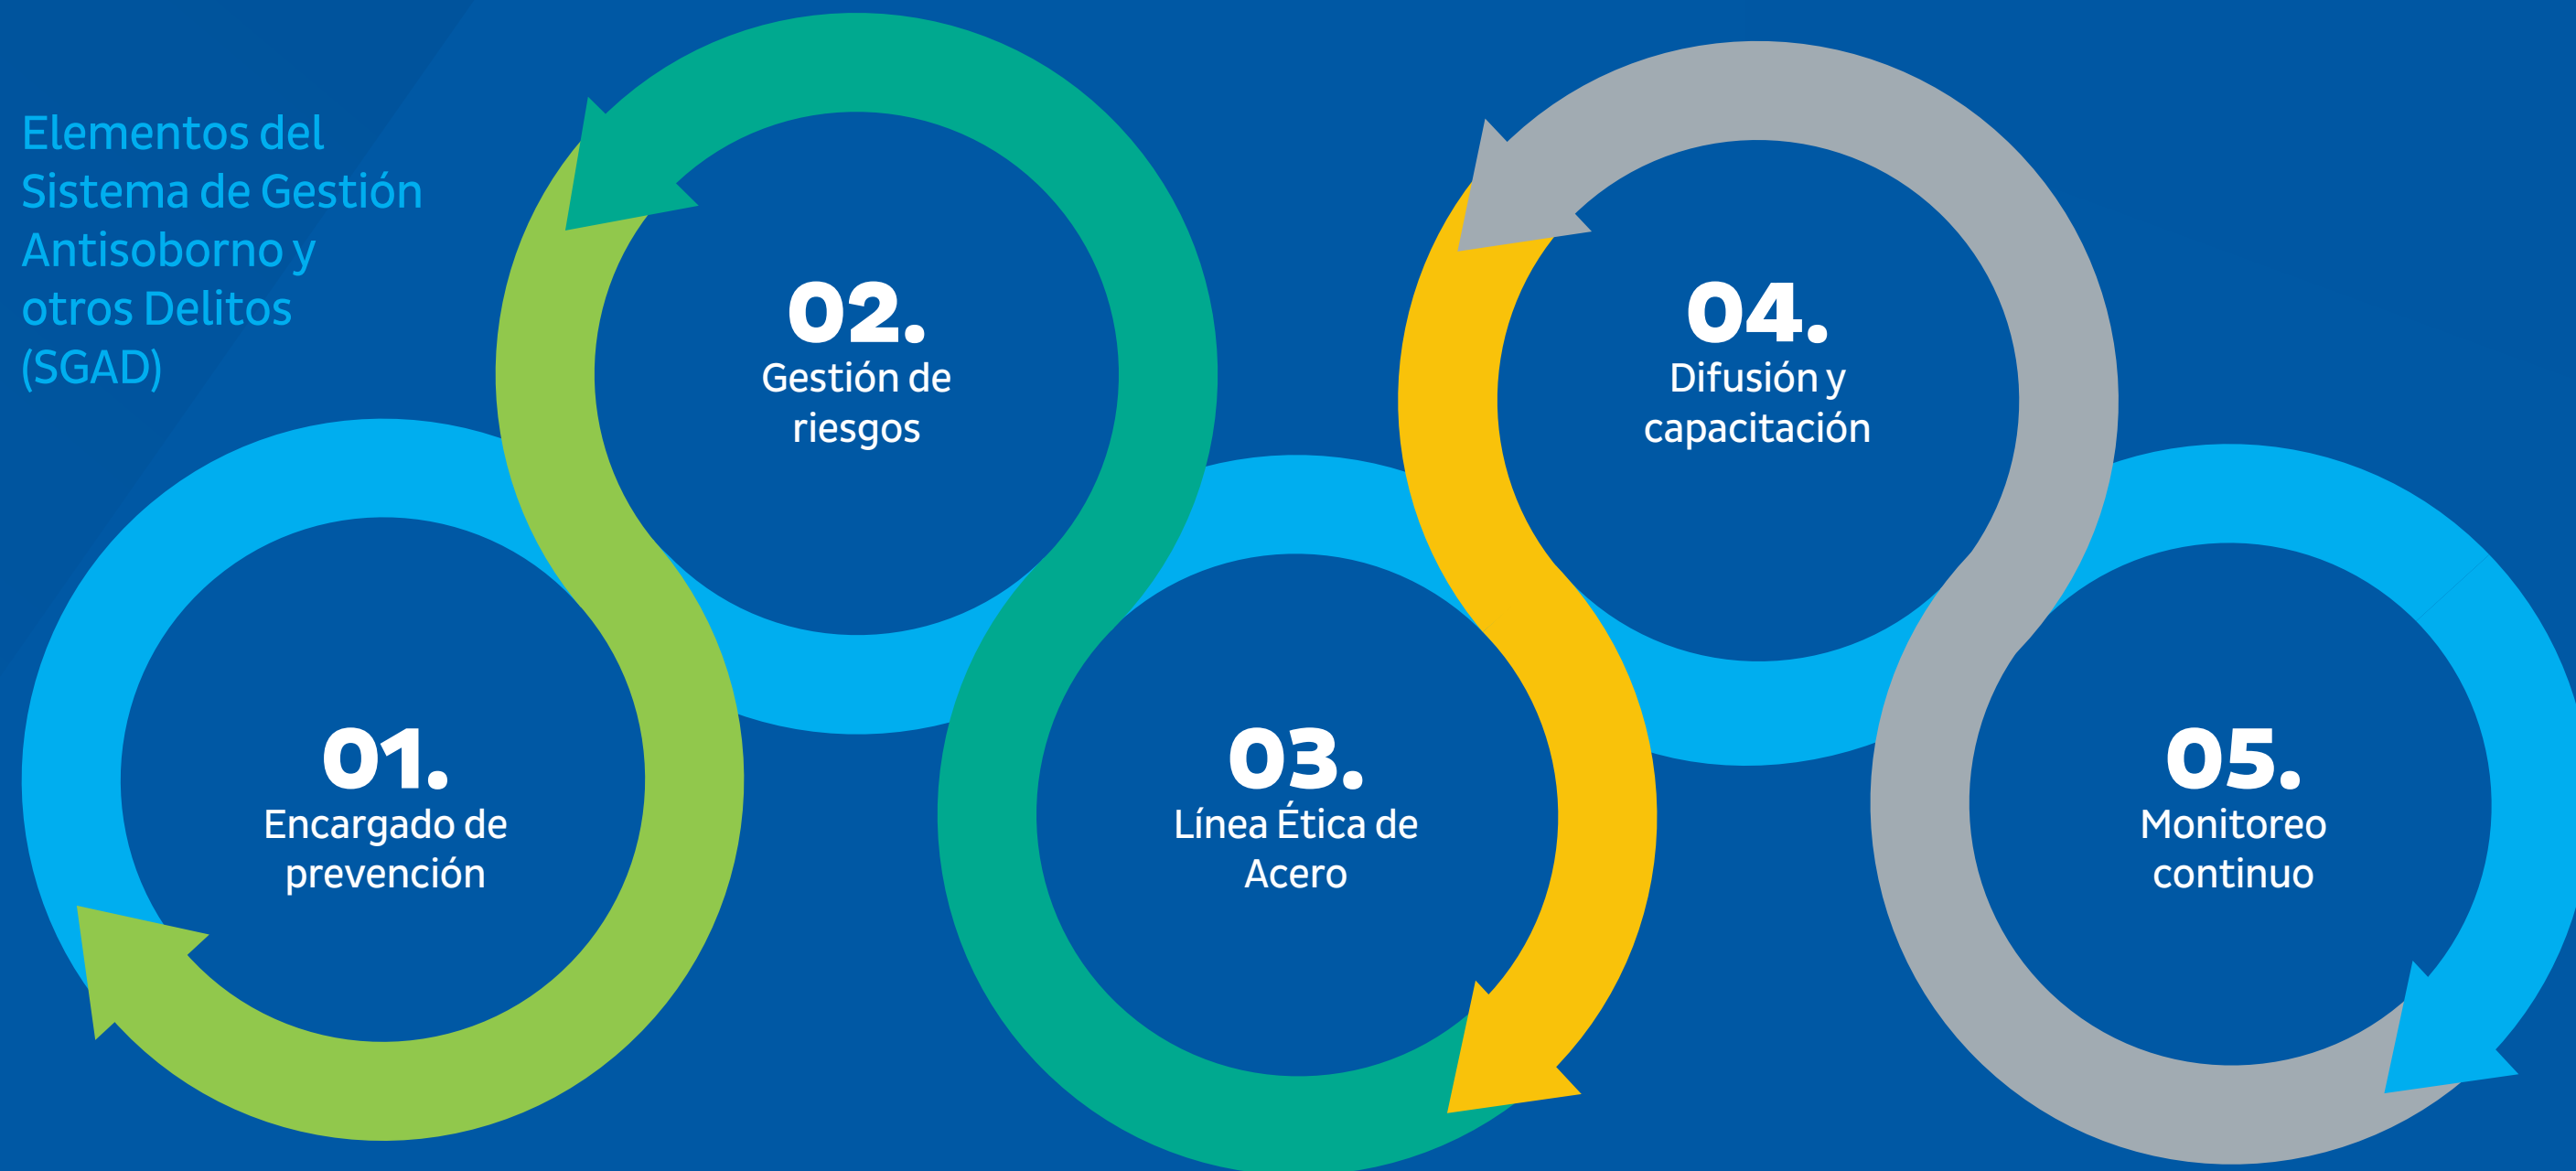 Elementos del
Sistema de Gestión
Antisoborno y
otros Delitos
(SGAD)
01.
Encargado de
prevención
02.
Gestión de
riesgos
03.
Línea Ética de
Acero
04.
Difusión y
capacitación
05.
Monitoreo
continuo